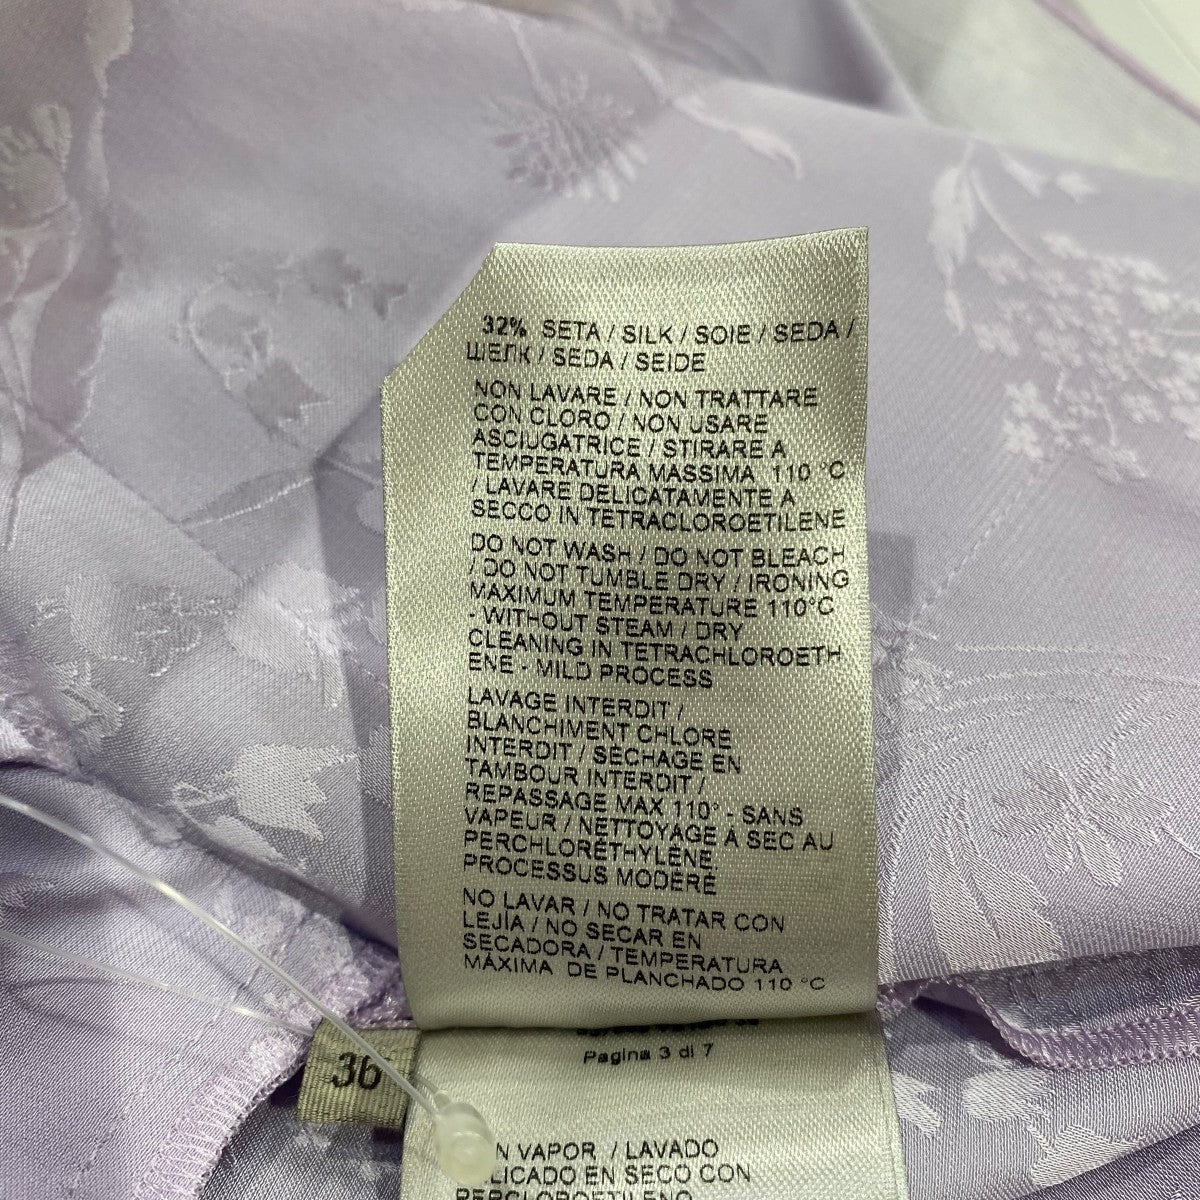 32% SETA / SILK / SOIE / SEDA /
ШЕЛК / SEDA / SEIDE
NON LAVARE / NON TRATTARE
CON CLORO / NON USARE
ASCIUGATRICE / STIRARE A
TEMPERATURA MASSIMA 110 °C
/ LAVARE DELICATAMENTE A
SECCO IN TETRACLOROETILENE
DO NOT WASH / DO NOT BLEACH
/ DO NOT TUMBLE DRY / IRONING
MAXIMUM TEMPERATURE 110°C
- WITHOUT STEAM / DRY
CLEANING IN TETRACHLOROETH
ENE - MILD PROCESS
LAVAGE INTERDIT /
BLANCHIMENT CHLORE
INTERDIT / SECHAGE EN
TAMBOUR INTERDIT /
REPASSAGE MAX 110° - SANS
VAPEUR / NETTOYAGE A SEC AU
PERCHLORÉTHYLÈNE.
PROCESSUS MODÉRÉ
NO LAVAR / NO TRATAR CON
LEJÍA / NO SECAR EN
SECADORA / TEMPERATURA
MÁXIMA DE PLANCHADO 110 °C
Pagina 3 di 7
36
VAPOR / LAVADO
EN SECO CON
PERCLOROETILENO